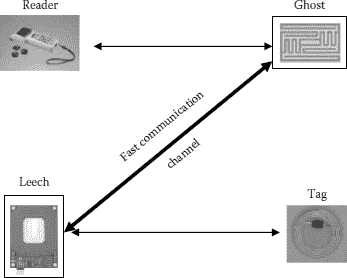 Reader
Ghost
Fast communication
channel
Leech
Tag